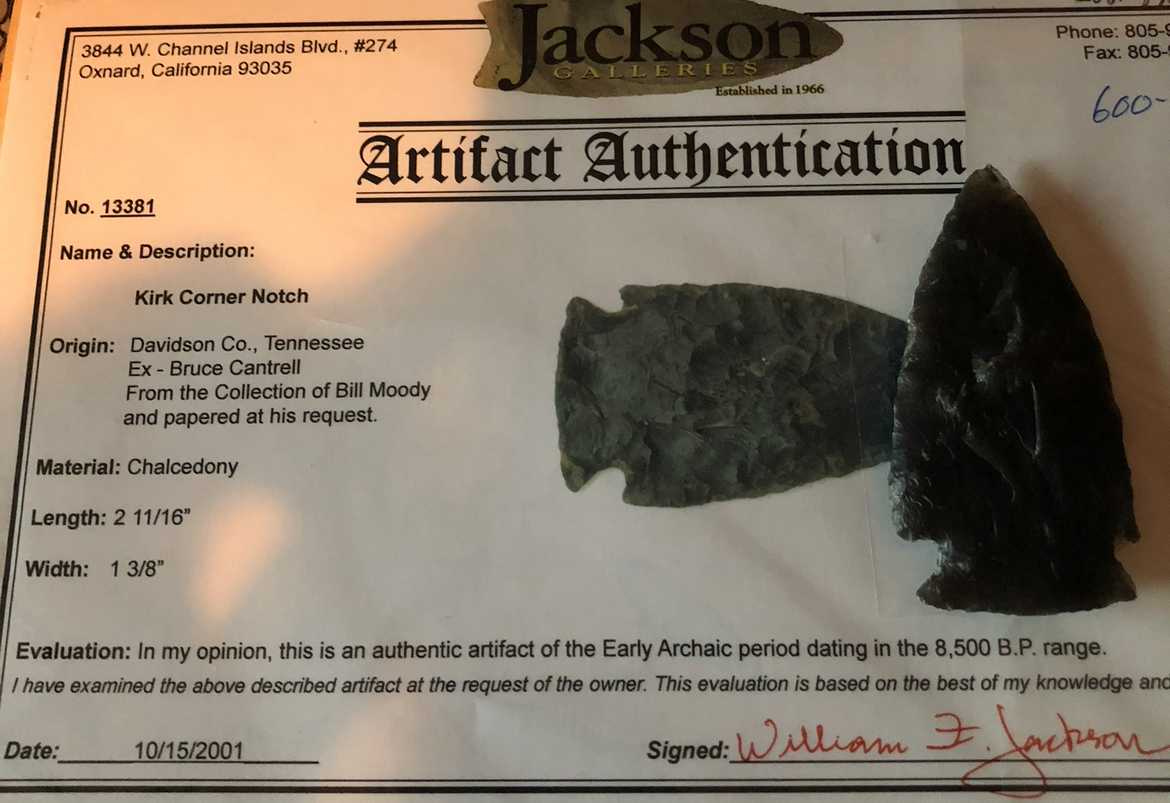 3844 W. Channel Islands Blvd., #274
Oxnard, California 93035
Jackson
GALLERIES
Established in 1966
Phone: 805-
Fax: 805-
600-
Artifact Authentication
No. 13381
Name & Description:
Kirk Corner Notch
Origin: Davidson Co., Tennessee
Ex - Bruce Cantrell
From the Collection of Bill Moody
and papered at his request.
Material: Chalcedony
Length: 2 11/16”
Width: 1 3/8”
Evaluation: In my opinion, this is an authentic artifact of the Early Archaic period dating in the 8,500 B.P. range.
I have examined the above described artifact at the request of the owner. This evaluation is based on the best of my knowledge and
Date: 10/15/2001
Signed: William F. Jackson